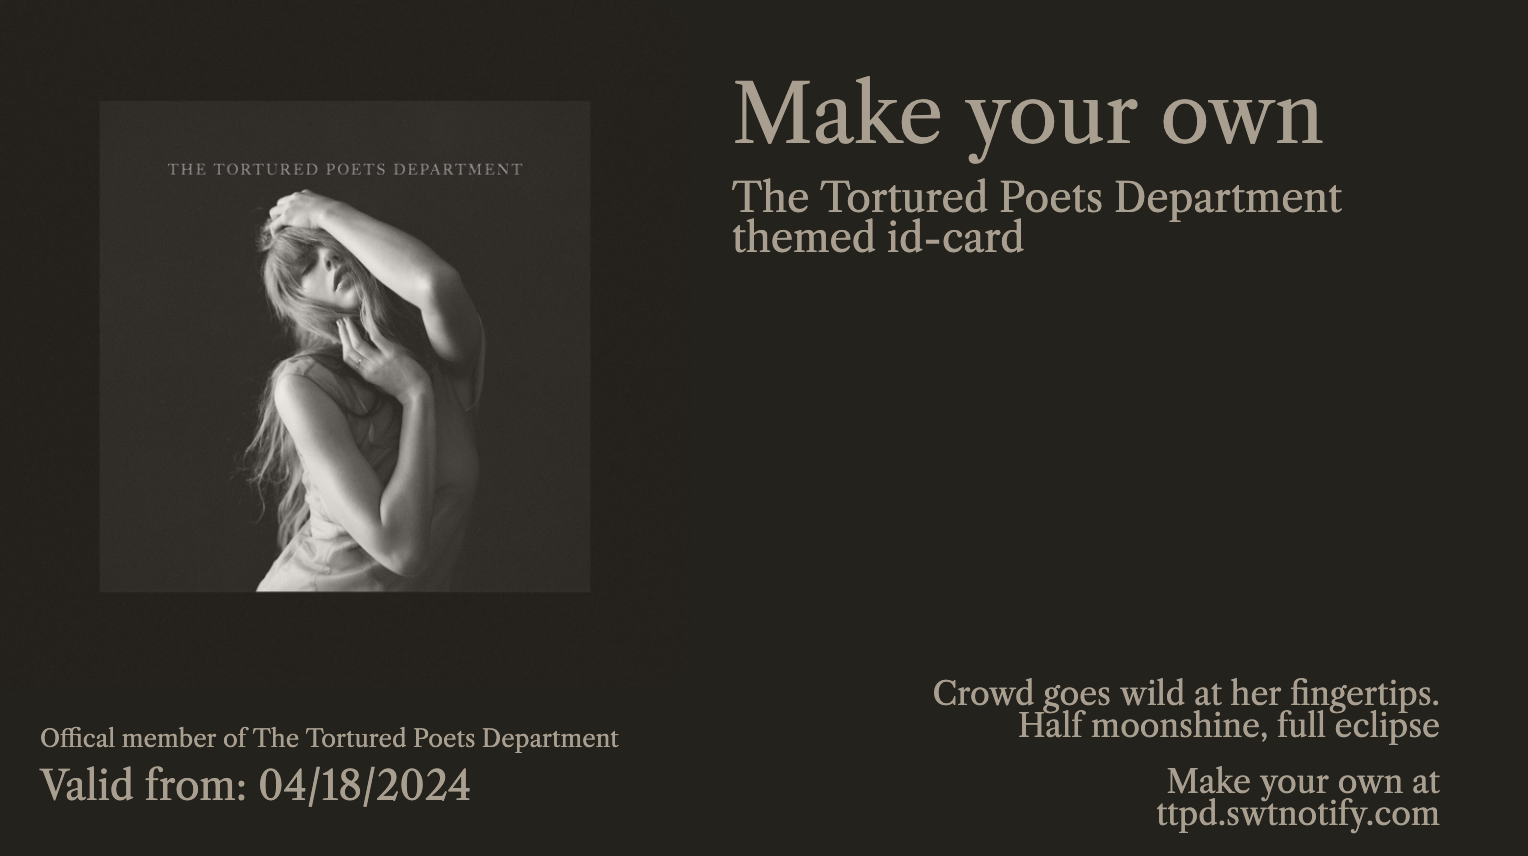 THE TORTURED POETS DEPARTMENT
Offical member of The Tortured Poets Department
Valid from: 04/18/2024
Make your own
The Tortured Poets Department
themed id-card
Crowd goes wild at her fingertips.
Half moonshine, full eclipse
Make your own at
ttpd.swtnotify.com